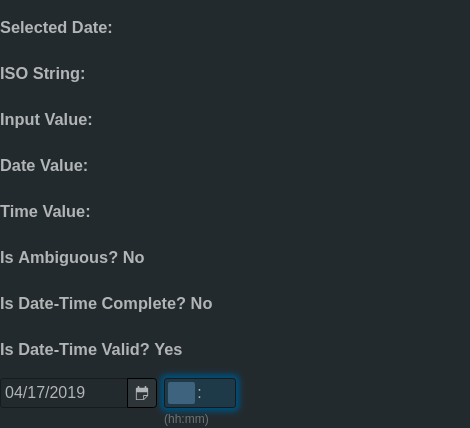 Selected Date:
ISO String:
Input Value:
Date Value:
Time Value:
Is Ambiguous? No
Is Date-Time Complete? No
Is Date-Time Valid? Yes
04/17/2019 :
(hh:mm)